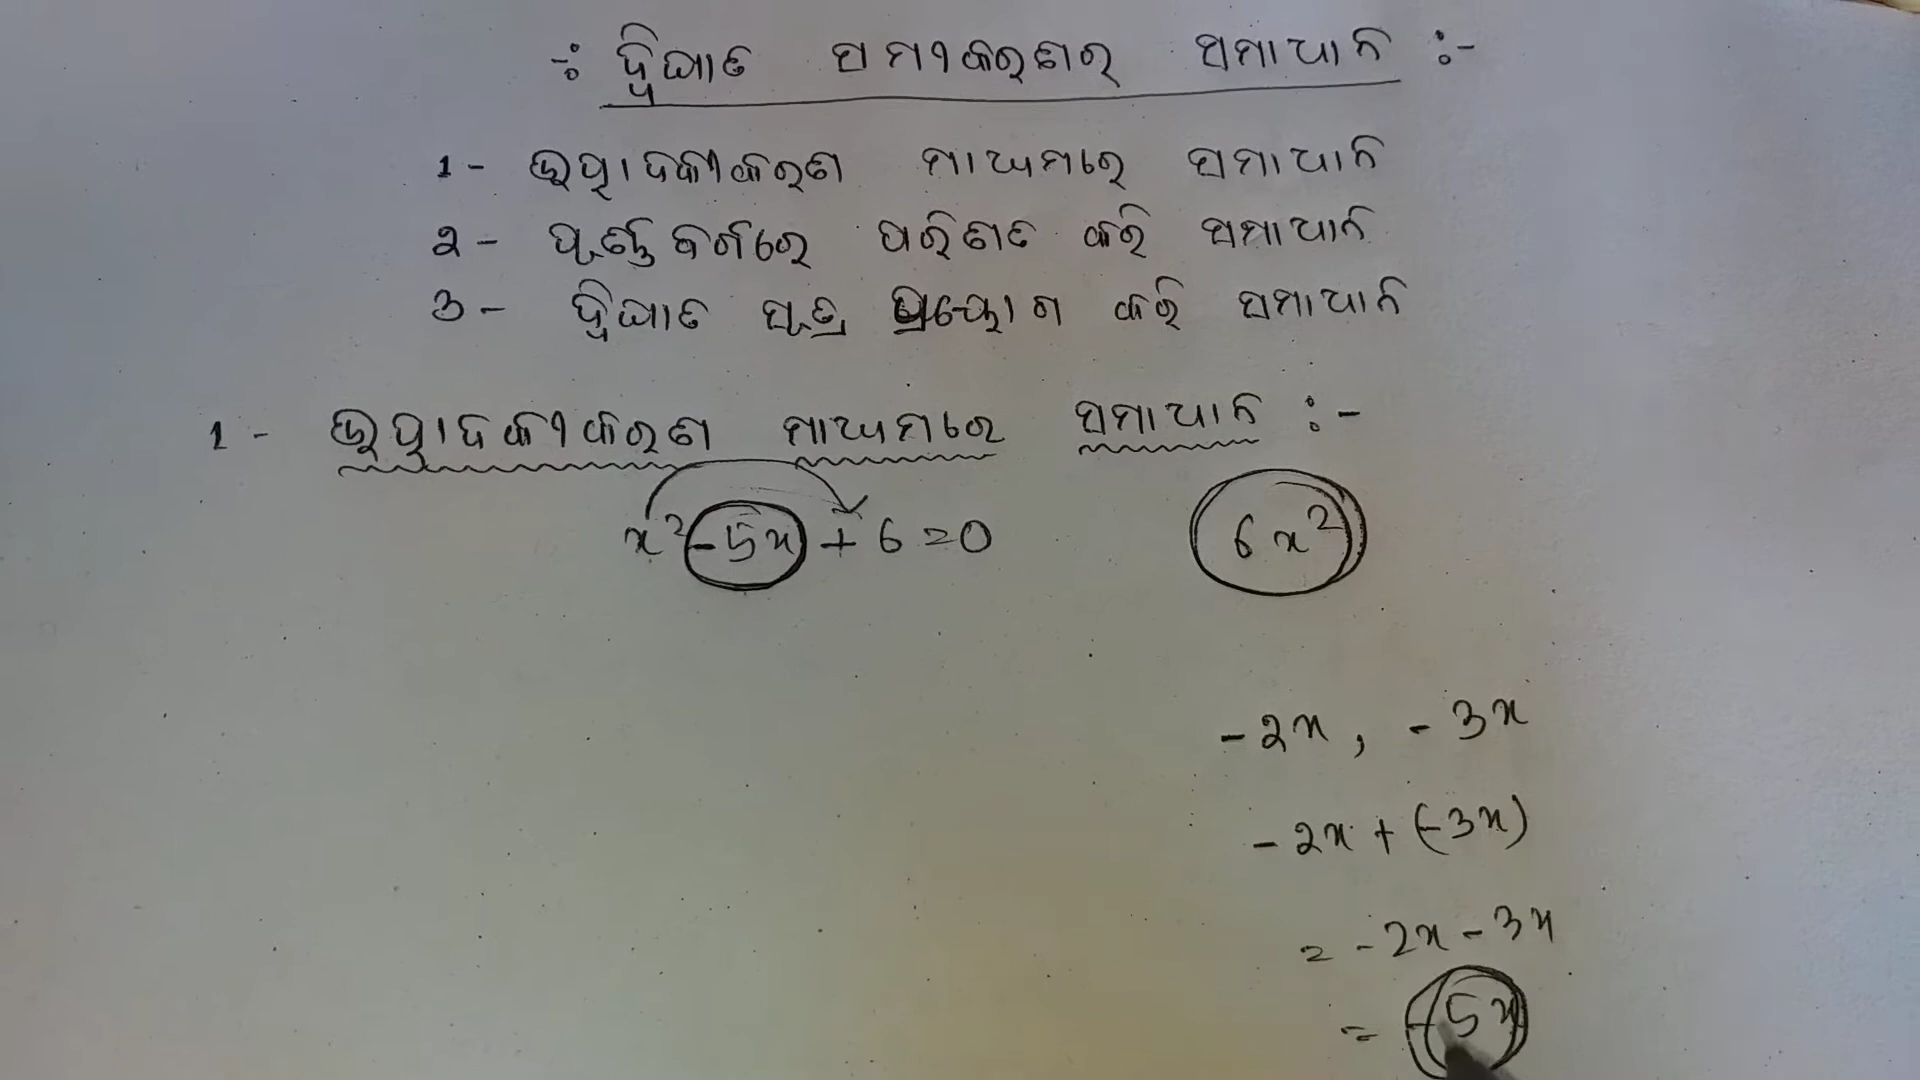 -: ଦ୍ୱିଘାତ ସମୀକରଣର ସମାଧାନ :-
1 - ଉତ୍ପାଦକୀକରଣ ମାଧ୍ୟମରେ ସମାଧାନ
2 - ପୂର୍ଣ୍ଣ ବର୍ଗରେ ପରିଣତ କରି ସମାଧାନ
3 - ଦ୍ୱିଘାତ ସୂତ୍ର ପ୍ରୟୋଗ କରି ସମାଧାନ
1 - ଉତ୍ପାଦକୀକରଣ ମାଧ୍ୟମରେ ସମାଧାନ :-
x² - 5x + 6 = 0
6x²
- 2x , - 3x
- 2x + (-3x)
= - 2x - 3x
= -5x